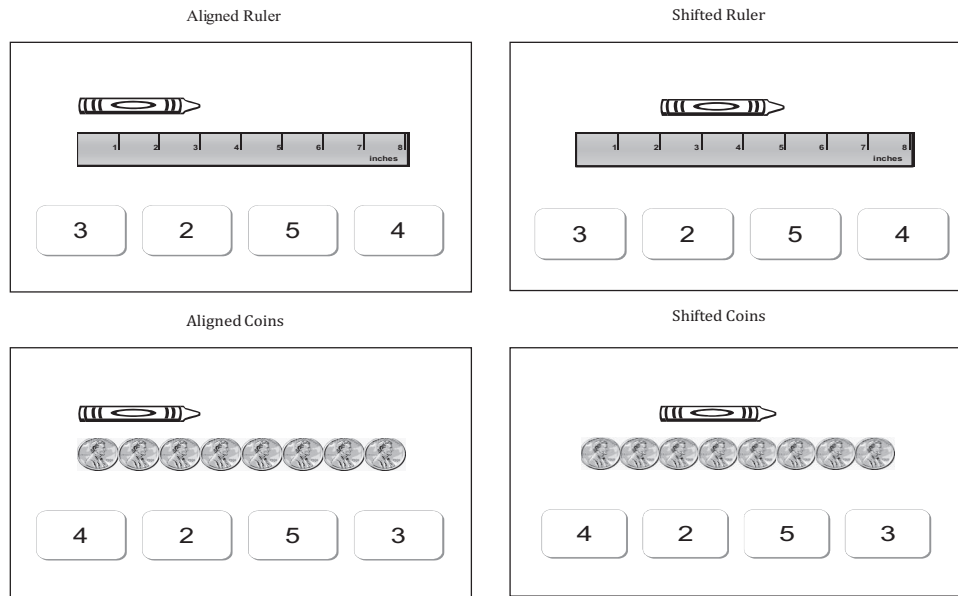 Aligned Ruler
Shifted Ruler
1 2 3 4 5 6 7 8
inches
1 2 3 4 5 6 7 8
inches
3 2 5 4
3 2 5 4
Aligned Coins
Shifted Coins
4 2 5 3
4 2 5 3